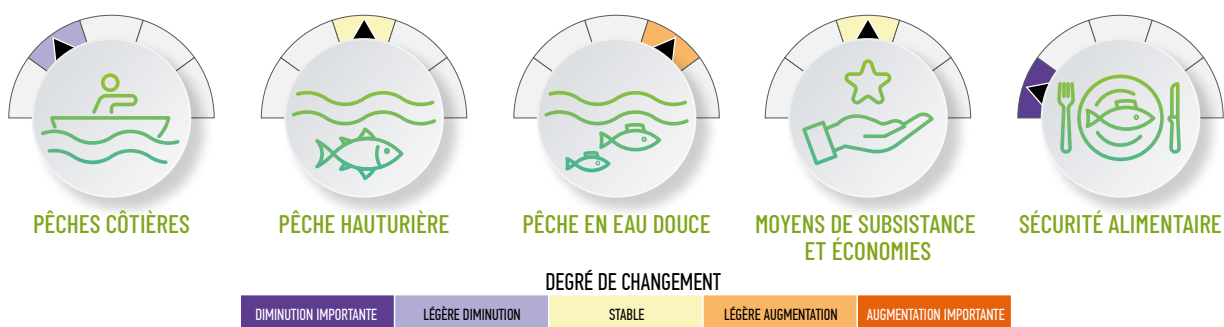 PÊCHES CÔTIÈRES
PÊCHE HAUTURIÈRE
PÊCHE EN EAU DOUCE
MOYENS DE SUBSISTANCE
ET ÉCONOMIES
SÉCURITÉ ALIMENTAIRE
DEGRÉ DE CHANGEMENT
DIMINUTION IMPORTANTE
LÉGÈRE DIMINUTION
STABLE
LÉGÈRE AUGMENTATION
AUGMENTATION IMPORTANTE